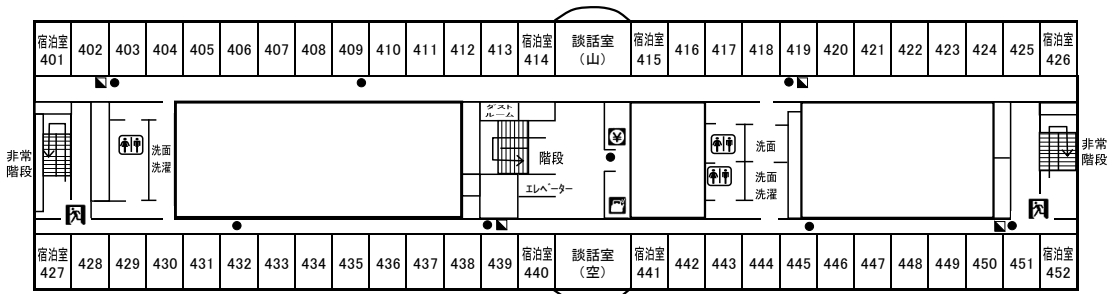 宿泊室 401 402 403 404 405 406 407 408 409 410 411 412 413 宿泊室 414 談話室 (山) 宿泊室 415 416 417 418 419 420 421 422 423 424 425 宿泊室 426
ダスト
ルーム
非常
階段
洗面
洗濯
階段
エレベーター
¥
洗面
洗面
洗濯
非常
階段
宿泊室 427 428 429 430 431 432 433 434 435 436 437 438 439 宿泊室 440 談話室 (空) 宿泊室 441 442 443 444 445 446 447 448 449 450 451 宿泊室 452